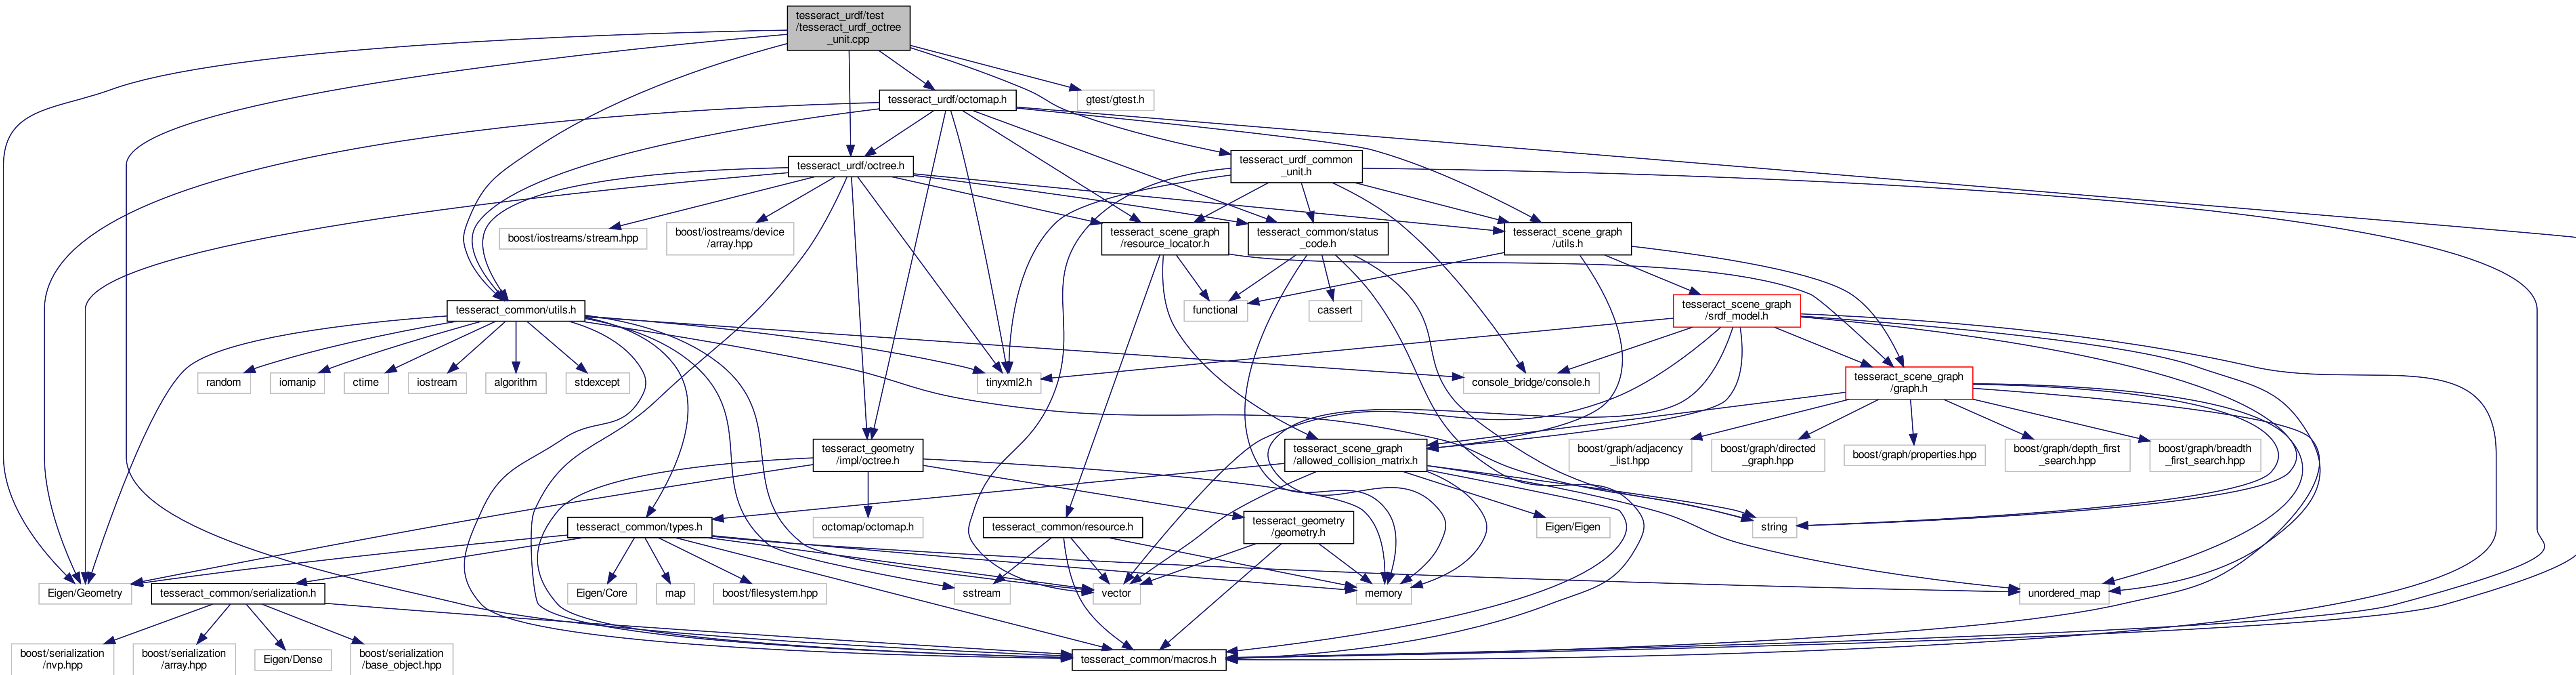 tesseract_urdf/test
/tesseract_urdf_octree
_unit.cpp
tesseract_urdf/octomap.h
gtest/gtest.h
tesseract_urdf/octree.h
tesseract_urdf_common
_unit.h
boost/iostreams/stream.hpp
boost/iostreams/device
/array.hpp
tesseract_scene_graph
/resource_locator.h
tesseract_common/status
_code.h
tesseract_scene_graph
/utils.h
tesseract_common/utils.h
functional
cassert
tesseract_scene_graph
/srdf_model.h
random
iomanip
ctime
iostream
algorithm
stdexcept
tinyxml2.h
console_bridge/console.h
tesseract_scene_graph
/graph.h
tesseract_geometry
/impl/octree.h
tesseract_scene_graph
/allowed_collision_matrix.h
boost/graph/adjacency
_list.hpp
boost/graph/directed
_graph.hpp
boost/graph/properties.hpp
boost/graph/depth_first
_search.hpp
boost/graph/breadth
_first_search.hpp
tesseract_common/types.h
octomap/octomap.h
tesseract_common/resource.h
tesseract_geometry
/geometry.h
Eigen/Eigen
string
Eigen/Geometry
tesseract_common/serialization.h
Eigen/Core
map
boost/filesystem.hpp
sstream
vector
memory
unordered_map
boost/serialization
/nvp.hpp
boost/serialization
/array.hpp
Eigen/Dense
boost/serialization
/base_object.hpp
tesseract_common/macros.h